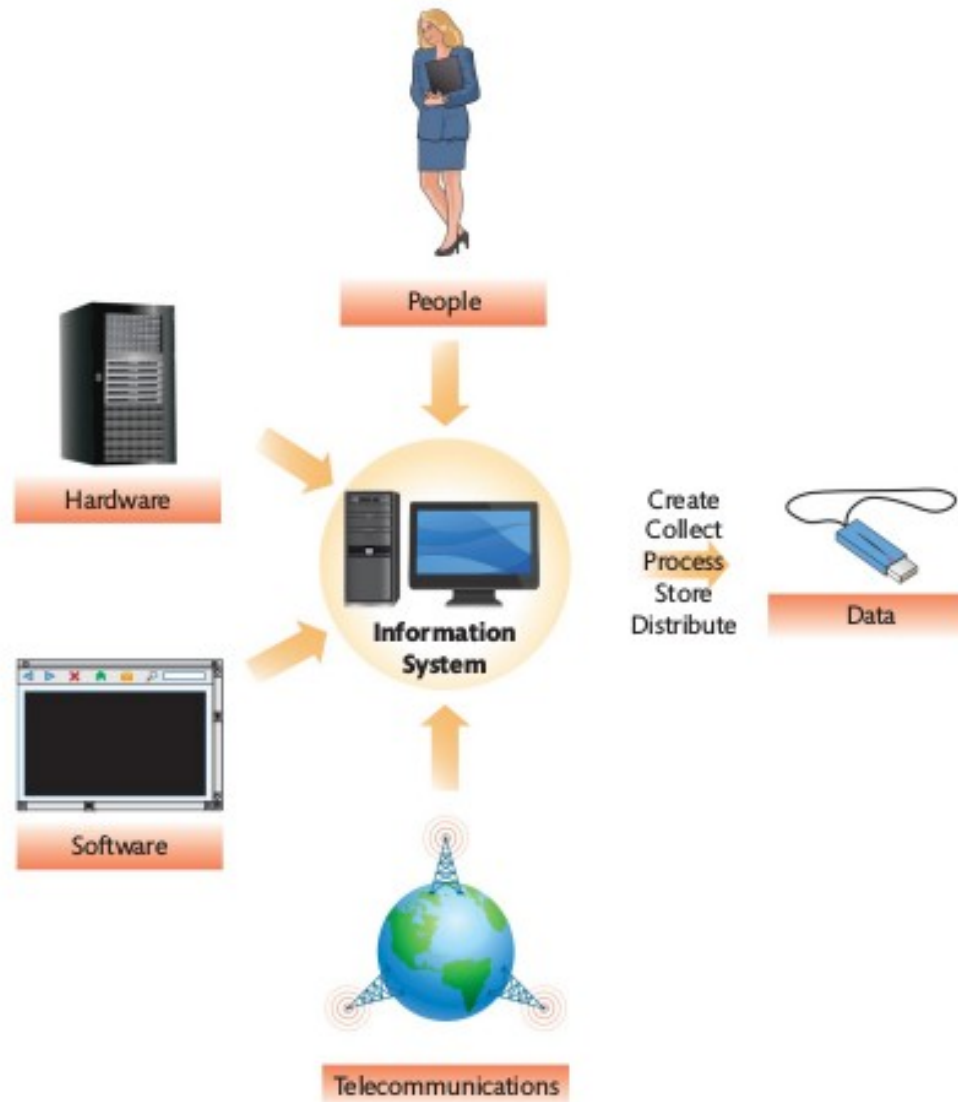 People
Hardware
Information
System
Create
Collect
Process
Store
Distribute
Data
Software
Telecommunications